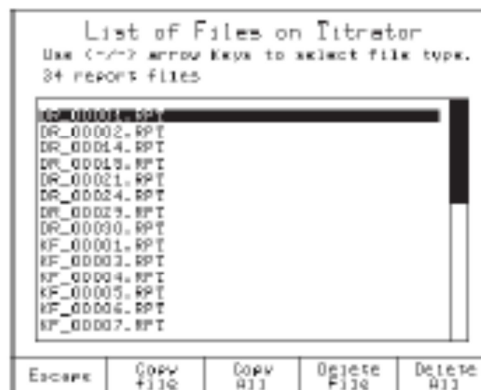 List of Files on Titrator
Use <-/-> arrow Keys to select file type.
34 report files
DR_00001.RPT
DR_00002.RPT
DR_00014.RPT
DR_00019.RPT
DR_00021.RPT
DR_00024.RPT
DR_00029.RPT
DR_00030.RPT
KF_00001.RPT
KF_00003.RPT
KF_00004.RPT
KF_00005.RPT
KF_00006.RPT
KF_00007.RPT
Escape
Copy File
Copy All
Delete File
Delete All